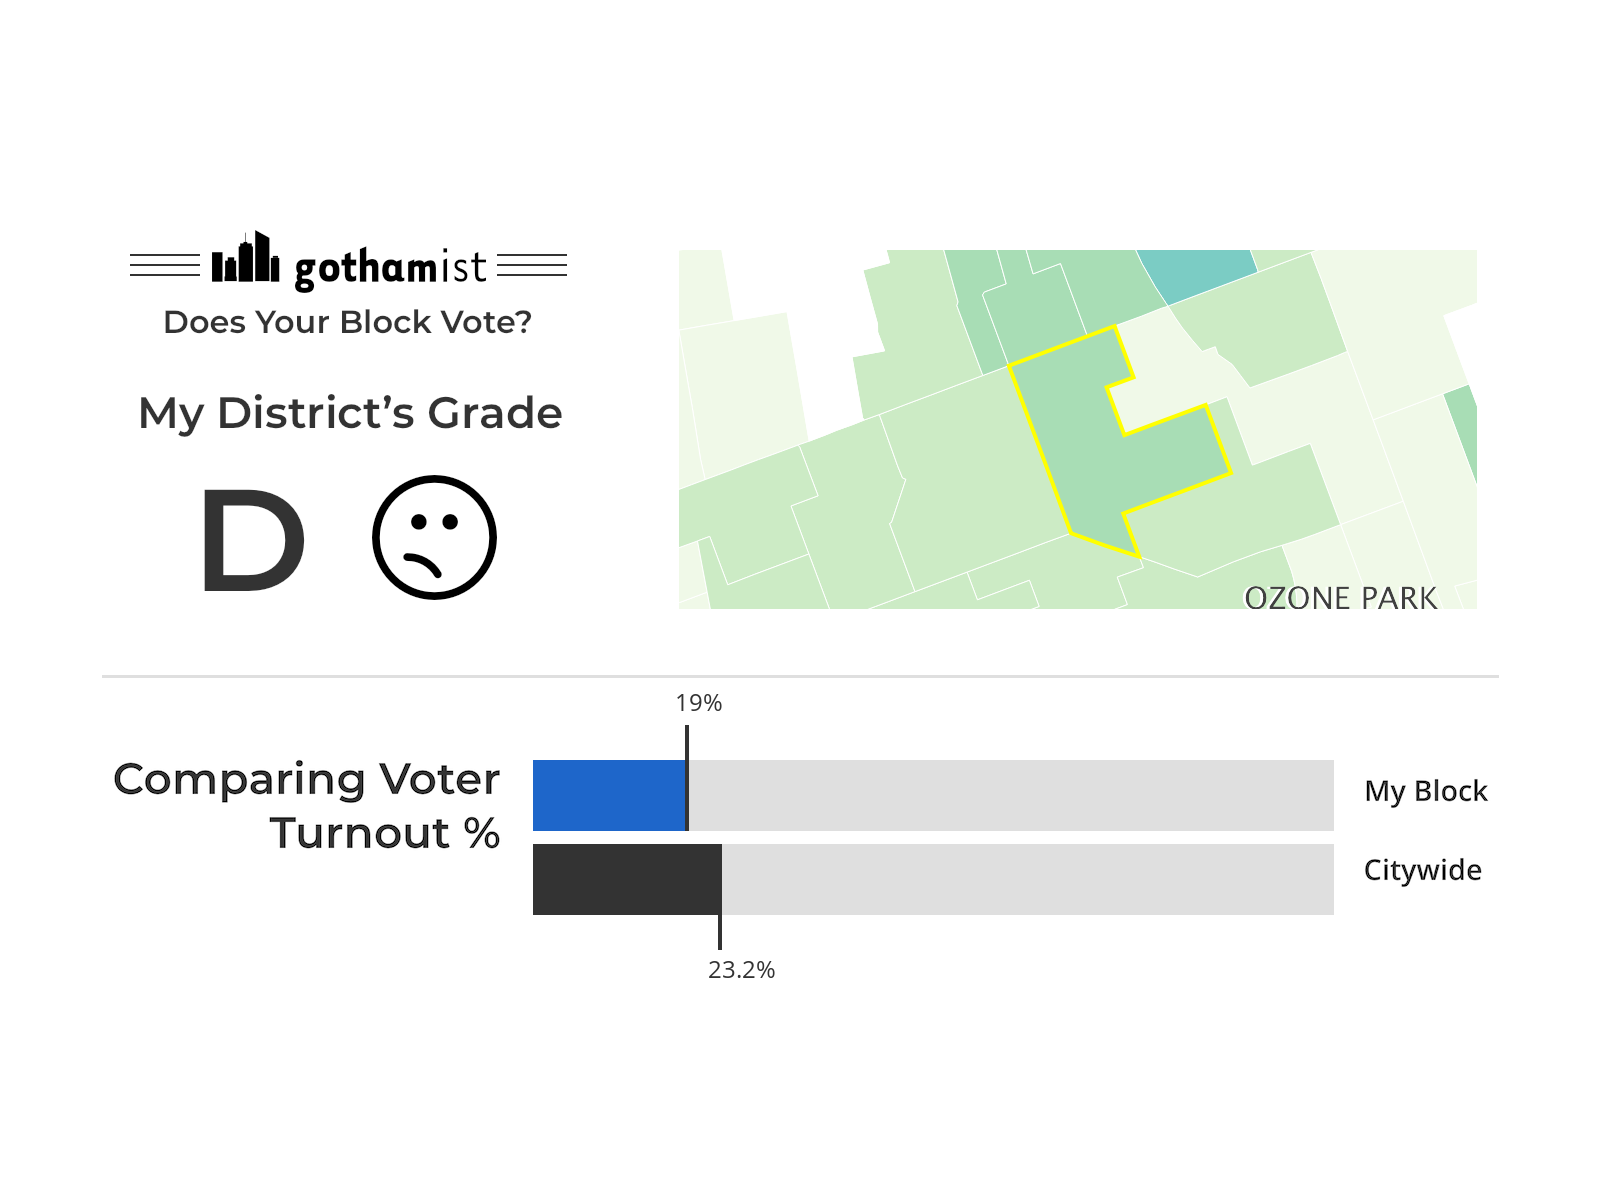 gothamist
Does Your Block Vote?
My District's Grade
D
OZONE PARK
19%
Comparing Voter
Turnout %
My Block
Citywide
23.2%